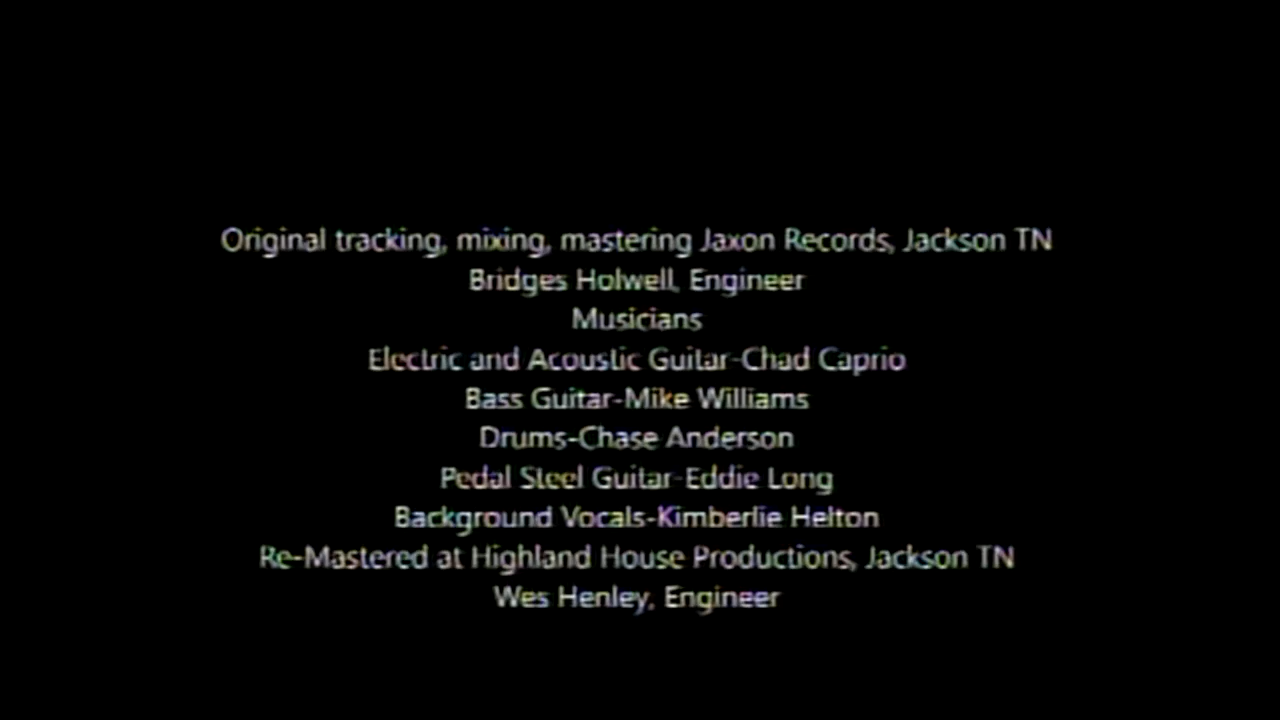 Original tracking, mixing, mastering Jaxon Records, Jackson TN
Bridges Holwell, Engineer
Musicians
Electric and Acoustic Guitar-Chad Caprio
Bass Guitar-Mike Williams
Drums-Chase Anderson
Pedal Steel Guitar-Eddie Long
Background Vocals-Kimberlie Helton
Re-Mastered at Highland House Productions, Jackson TN
Wes Henley, Engineer